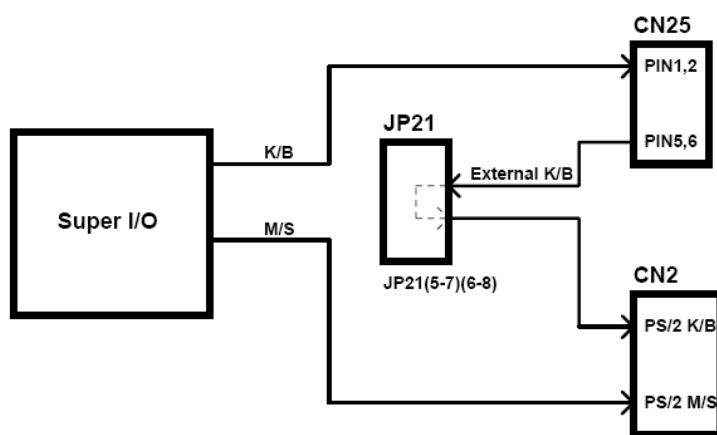 CN25
PIN1,2
JP21
K/B
PIN5,6
External K/B
Super I/O
M/S
JP21(5-7)(6-8)
CN2
PS/2 K/B
PS/2 M/S